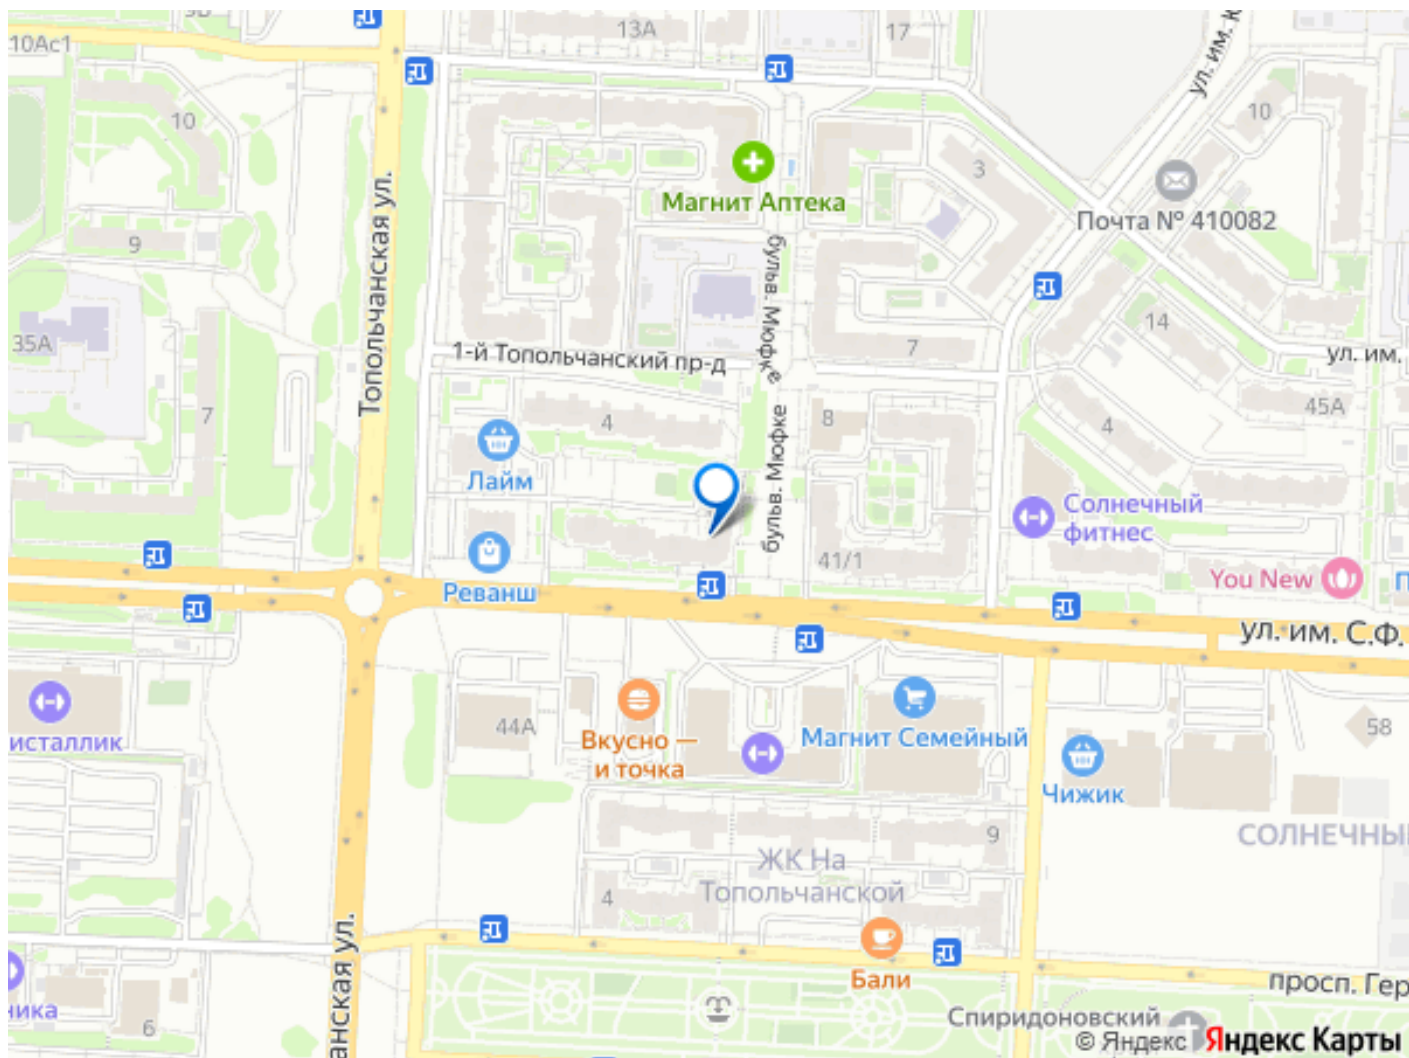 13А
17
10Ас1
ул. им. К
10
10
Магнит Аптека
3
Почта № 410082
Топольчанская ул.
9
бульв. Мюфке
35А
14
1-й Топольчанский пр-д
7
ул. им.
7
4
8
45А
4
Лайм
бульв. Мюфке
Солнечный
фитнес
41/1
Реванш
You New
П
ул. им. С.Ф.
44А
Вкусно —
и точка
Магнит Семейный
58
исталлик
Чижик
9
СОЛНЕЧНЫ
ЖК На
Топольчанской
4
анская ул.
Бали
просп. Гер
ника
6
Спиридоновский
© Яндекс Яндекс Карты